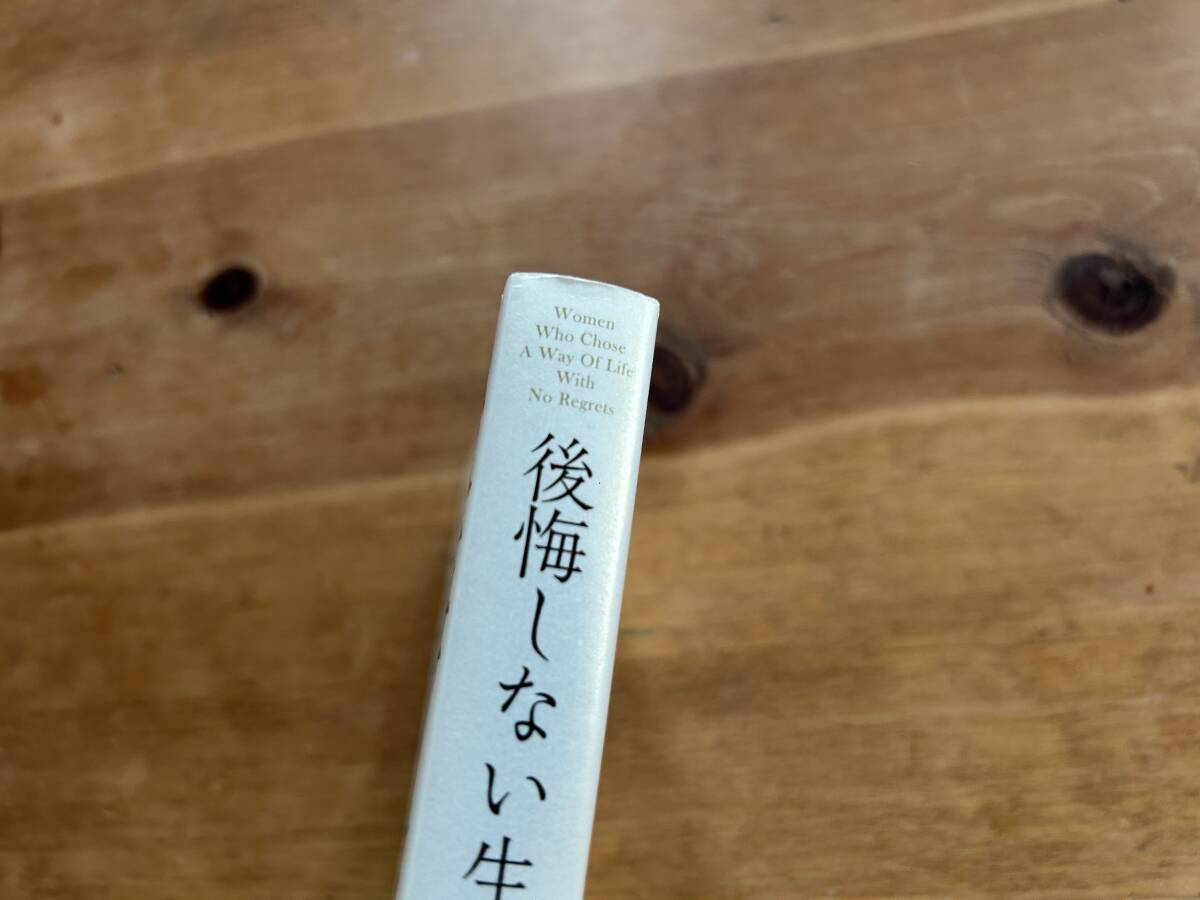 Women
Who Chose
A Way Of Life
With
No Regrets
後悔しない生